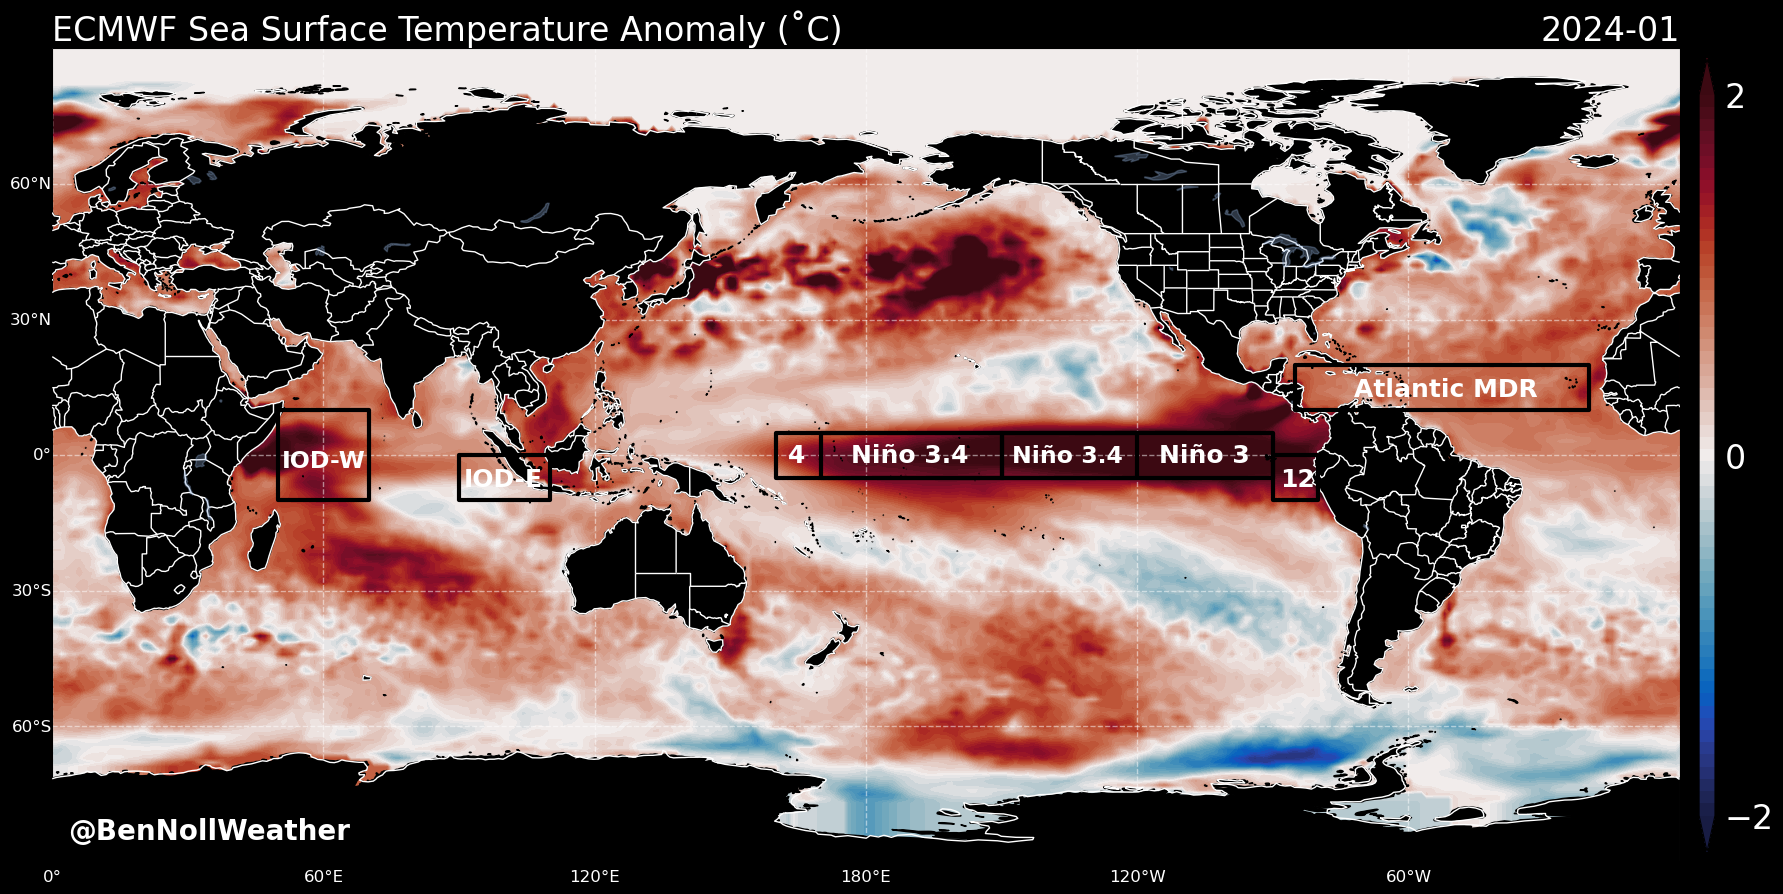 ECMWF Sea Surface Temperature Anomaly (˚C) 2024-01
2
60°N
30°N
Atlantic MDR
0°
IOD-W
4 Niño 3.4 Niño 3.4 Niño 3
0
IOD-E
12
30°S
60°S
−2
@BenNollWeather
0° 60°E 120°E 180°E 120°W 60°W